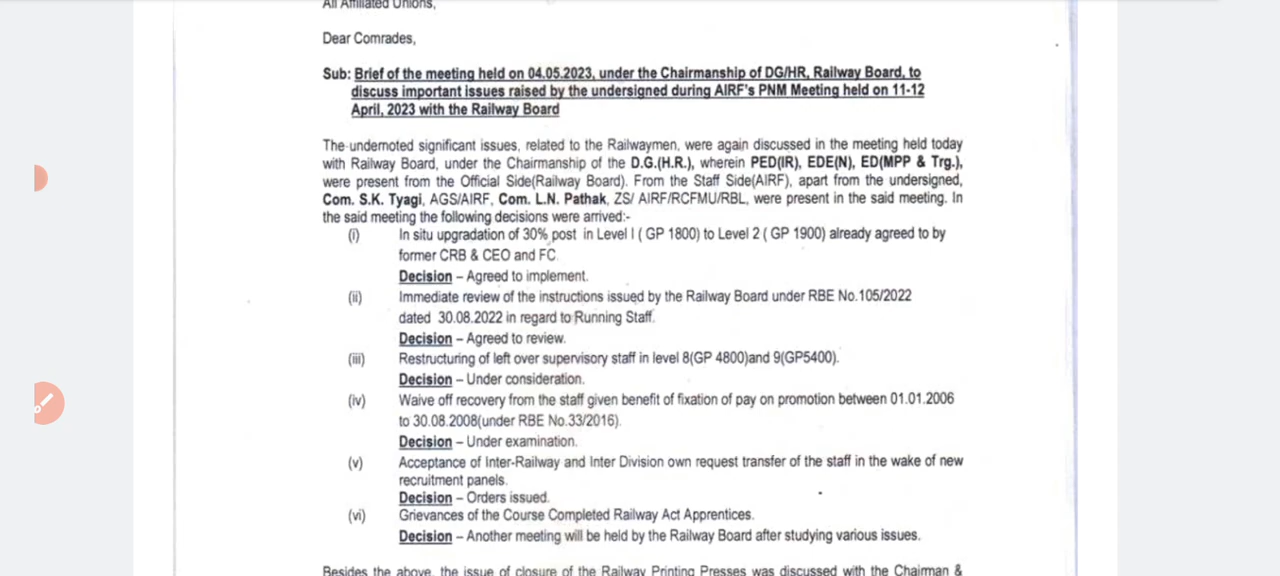 All Affiliated Unions,
Dear Comrades,
Sub: Brief of the meeting held on 04.05.2023, under the Chairmanship of DG/HR, Railway Board, to
discuss important issues raised by the undersigned during AIRF's PNM Meeting held on 11-12
April, 2023 with the Railway Board
The undernoted significant issues, related to the Railwaymen, were again discussed in the meeting held today
with Railway Board, under the Chairmanship of the D.G.(H.R.), wherein PED(IR), EDE(N), ED(MPP & Trg.),
were present from the Official Side(Railway Board). From the Staff Side(AIRF), apart from the undersigned,
Com. S.K. Tyagi, AGS/AIRF, Com. L.N. Pathak, ZS/ AIRF/RCFMU/RBL, were present in the said meeting. In
the said meeting the following decisions were arrived:-
(i) In situ upgradation of 30% post in Level I ( GP 1800) to Level 2 ( GP 1900) already agreed to by
former CRB & CEO and FC.
Decision – Agreed to implement.
(ii) Immediate review of the instructions issued by the Railway Board under RBE No.105/2022
dated 30.08.2022 in regard to Running Staff.
Decision – Agreed to review.
(iii) Restructuring of left over supervisory staff in level 8(GP 4800)and 9(GP5400).
Decision – Under consideration.
(iv) Waive off recovery from the staff given benefit of fixation of pay on promotion between 01.01.2006
to 30.08.2008(under RBE No.33/2016).
Decision – Under examination.
(v) Acceptance of Inter-Railway and Inter Division own request transfer of the staff in the wake of new
recruitment panels.
Decision – Orders issued.
(vi) Grievances of the Course Completed Railway Act Apprentices.
Decision – Another meeting will be held by the Railway Board after studying various issues.
Besides the above, the issue of closure of the Railway Printing Presses was discussed with the Chairman &